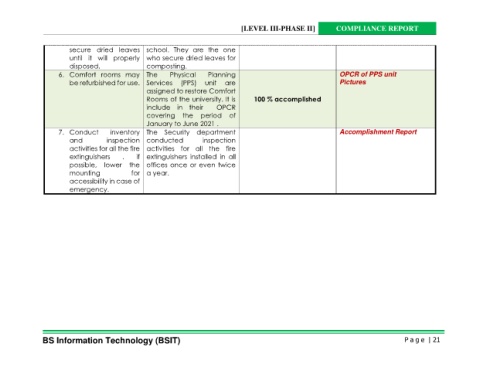 [LEVEL III-PHASE II] COMPLIANCE REPORT
secure dried leaves
until it will properly
disposed.
school. They are the one
who secure dried leaves for
composting.
6. Comfort rooms may
be refurbished for use.
The Physical Planning
Services (PPS) unit are
assigned to restore Comfort
Rooms of the university. It is
include in their OPCR
covering the period of
January to June 2021 .
100 % accomplished
OPCR of PPS unit
Pictures
7. Conduct inventory
and inspection
activities for all the fire
extinguishers . If
possible, lower the
mounting for
accessibility in case of
emergency.
The Security department
conducted inspection
activities for all the fire
extinguishers installed in all
offices once or even twice
a year.
Accomplishment Report
BS Information Technology (BSIT)
Page | 21